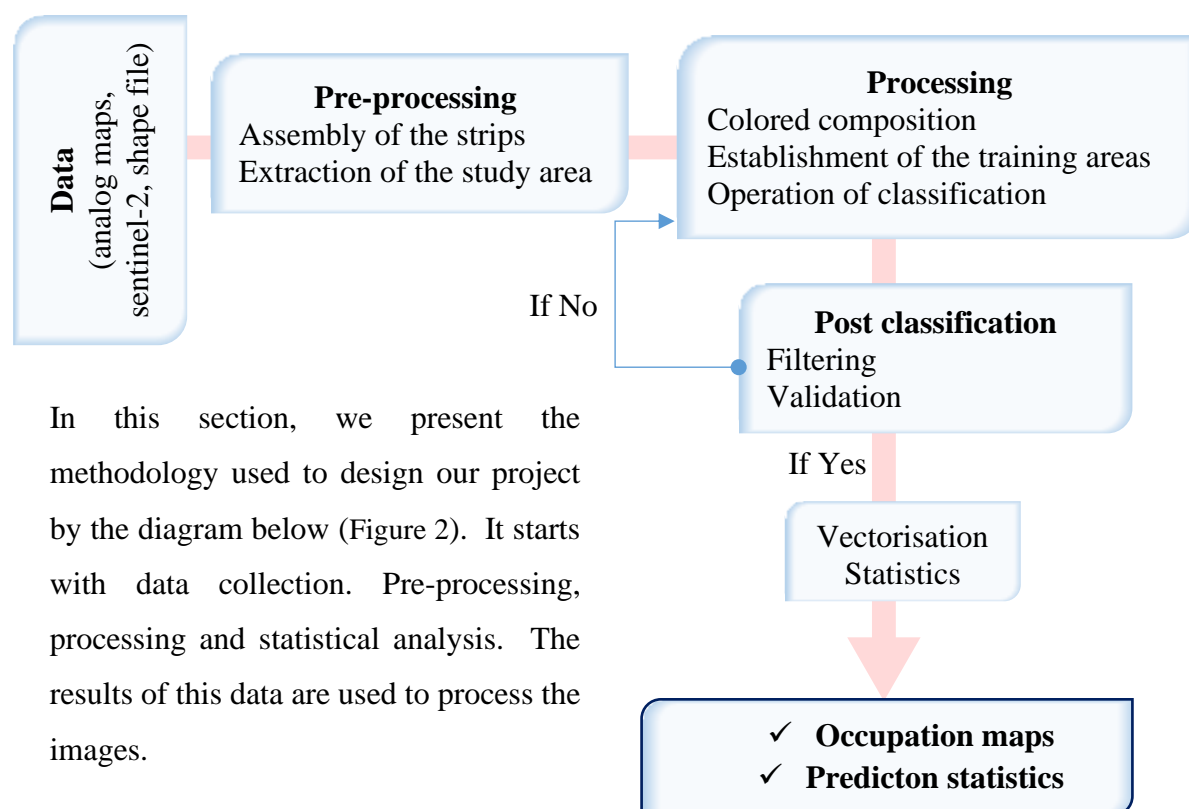 Data
(analog maps,
sentinel-2, shape file)
Pre-processing
Assembly of the strips
Extraction of the study area
Processing
Colored composition
Establishment of the training areas
Operation of classification
If No
Post classification
Filtering
Validation
If Yes
Vectorisation
Statistics
✓ Occupation maps
✓ Predicton statistics
In this section, we present the
methodology used to design our project
by the diagram below (Figure 2). It starts
with data collection. Pre-processing,
processing and statistical analysis. The
results of this data are used to process the
images.